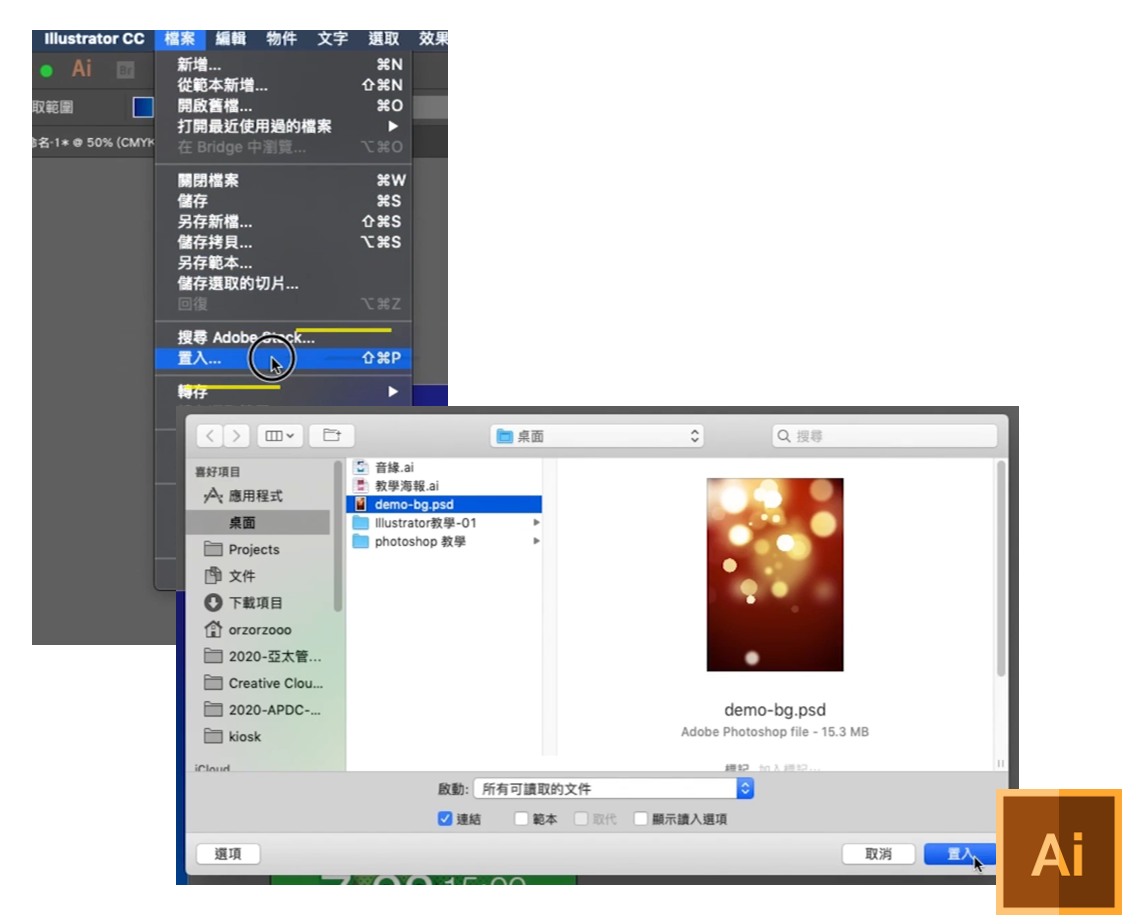 Illustrator CC 檔案 編輯 物件 文字 選取 效果
Ai Br
取範圍
名-1* @ 50% (CMYK
新增... ⌘N
從範本新增... ⇧⌘N
開啟舊檔... ⌘O
打開最近使用過的檔案 ▶
在 Bridge 中瀏覽... ⌥⌘O
關閉檔案 ⌘W
儲存 ⌘S
另存新檔... ⇧⌘S
儲存拷貝... ⌥⌘S
另存範本...
儲存選取的切片...
回復 ⌥⌘Z
搜尋 Adobe Stock...
置入... ⇧⌘P
轉存 ▶
桌面
搜尋
喜好項目
應用程式
桌面
Projects
文件
下載項目
orzorzooo
2020-亞太管...
Creative Clou...
2020-APDC-...
kiosk
iCloud
音緣.ai
教學海報.ai
demo-bg.psd
Illustrator教學-01
photoshop 教學
demo-bg.psd
Adobe Photoshop file - 15.3 MB
標記 加入標記...
啟動: 所有可讀取的文件
連結 範本 取代 顯示讀入選項
選項 取消 置入
Ai